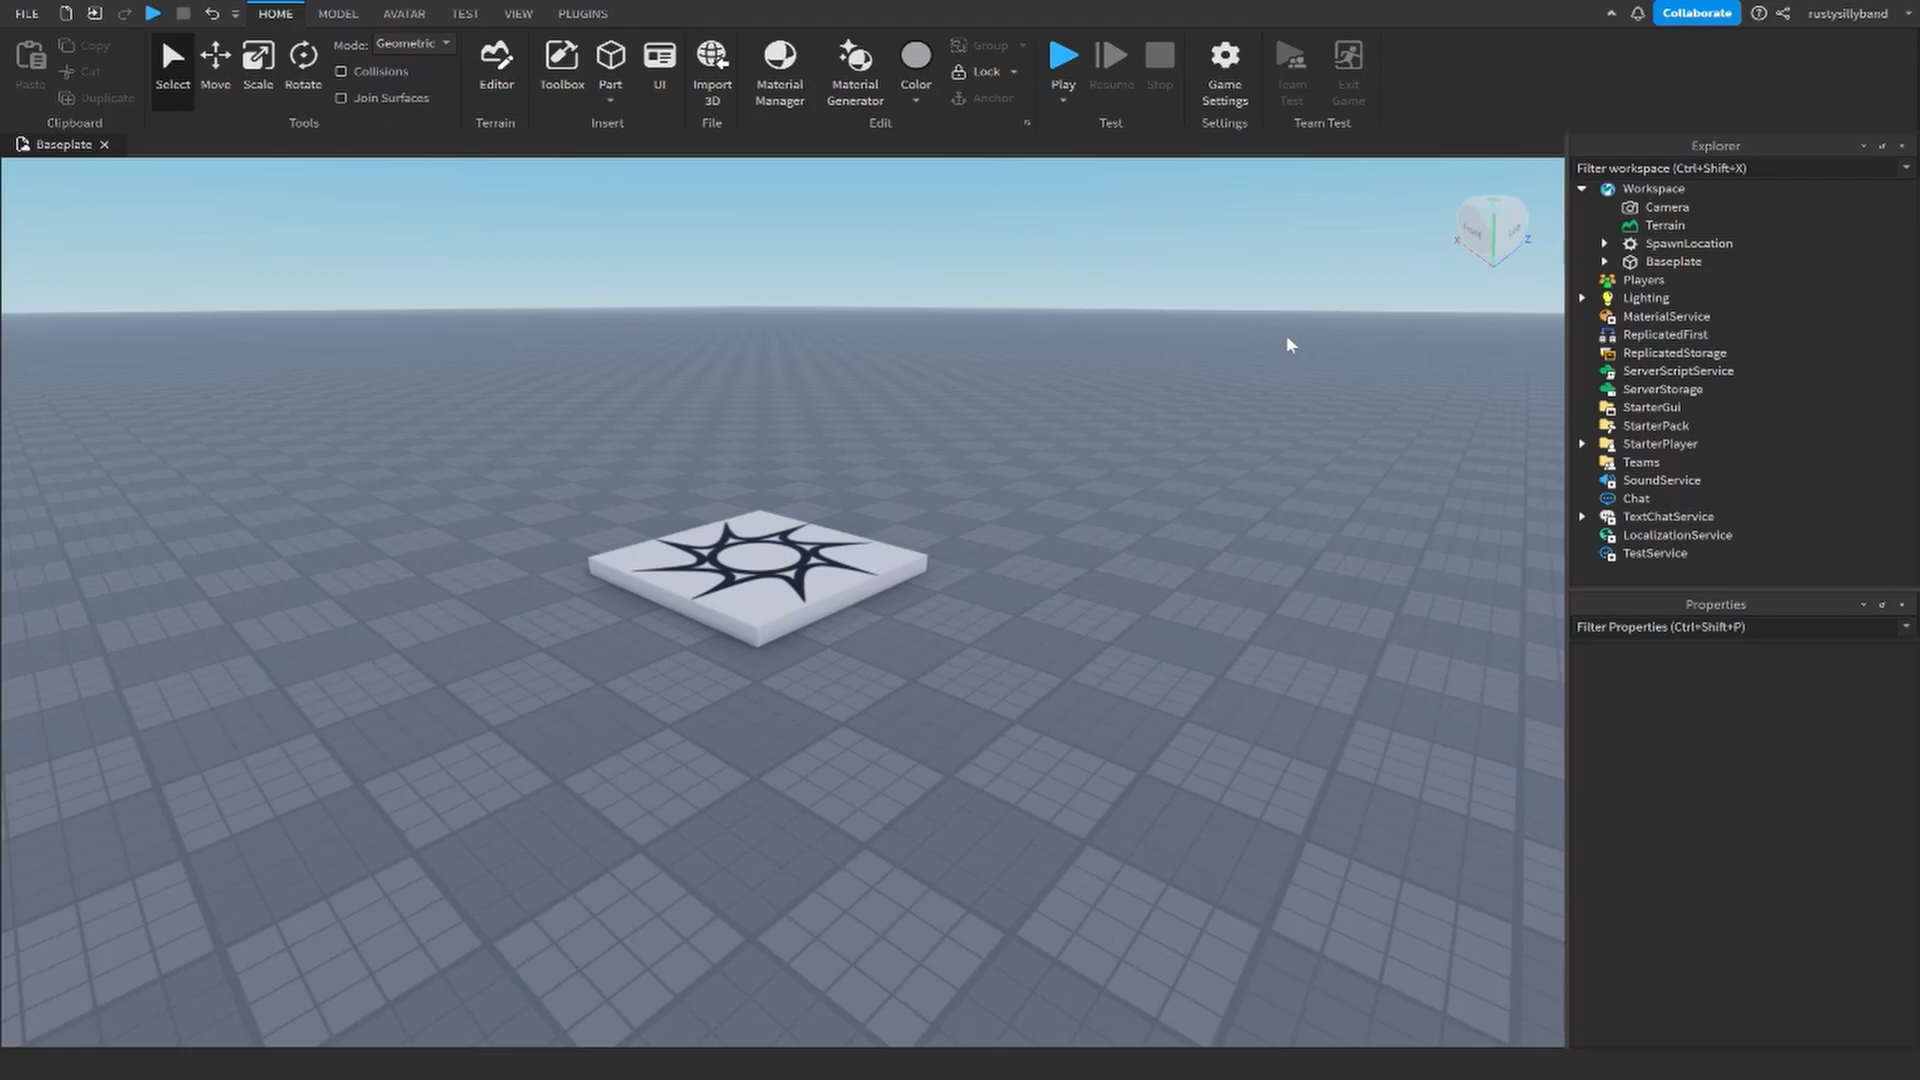 FILE HOME MODEL AVATAR TEST VIEW PLUGINS Collaborate rustysillyband
Paste Copy Cut Duplicate Clipboard
Select Move Scale Rotate
Mode: Geometric
Collisions
Join Surfaces
Tools
Editor
Terrain
Toolbox Part UI
Insert
Import 3D
File
Material Manager
Material Generator
Color
Group
Lock
Anchor
Edit
Play Resume Stop
Test
Game Settings
Settings
Team Test
Exit Game
Team Test
Baseplate
Explorer
Filter workspace (Ctrl+Shift+X)
Workspace
Camera
Terrain
SpawnLocation
Baseplate
Players
Lighting
MaterialService
ReplicatedFirst
ReplicatedStorage
ServerScriptService
ServerStorage
StarterGui
StarterPack
StarterPlayer
Teams
SoundService
Chat
TextChatService
LocalizationService
TestService
Properties
Filter Properties (Ctrl+Shift+P)
X
Z